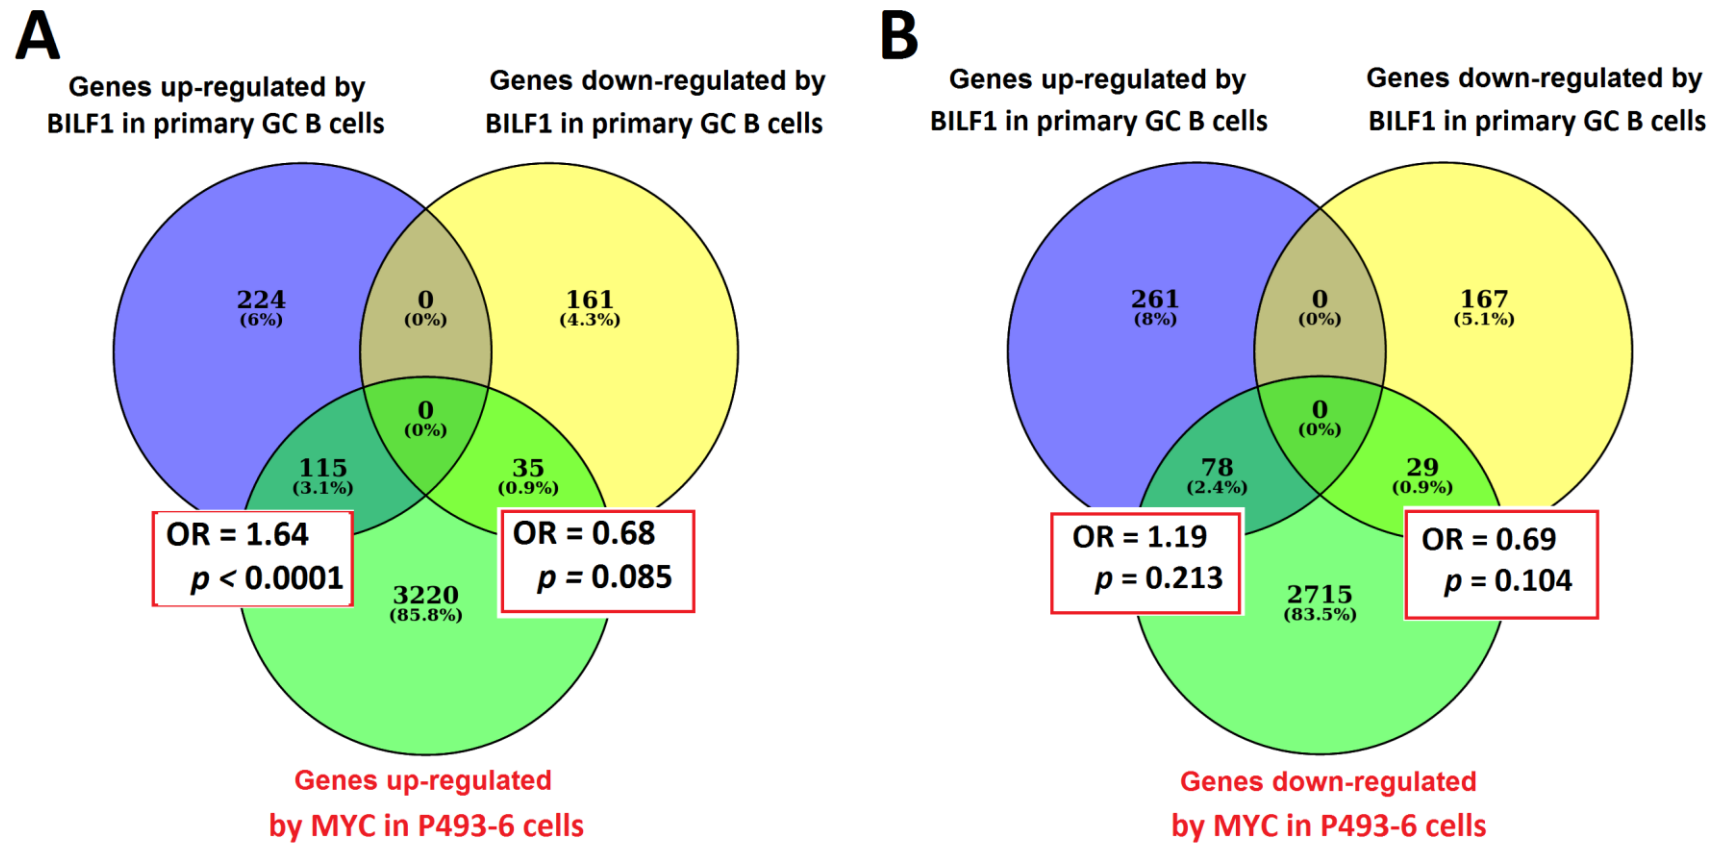 A
Genes up-regulated by
BILF1 in primary GC B cells
Genes down-regulated by
BILF1 in primary GC B cells
224
(6%)
0
(0%)
161
(4.3%)
0
(0%)
115
(3.1%)
35
(0.9%)
OR = 1.64
p < 0.0001
OR = 0.68
p = 0.085
3220
(85.8%)
Genes up-regulated
by MYC in P493-6 cells
B
Genes up-regulated by
BILF1 in primary GC B cells
Genes down-regulated by
BILF1 in primary GC B cells
261
(8%)
0
(0%)
167
(5.1%)
0
(0%)
78
(2.4%)
29
(0.9%)
OR = 1.19
p = 0.213
OR = 0.69
p = 0.104
2715
(83.5%)
Genes down-regulated
by MYC in P493-6 cells